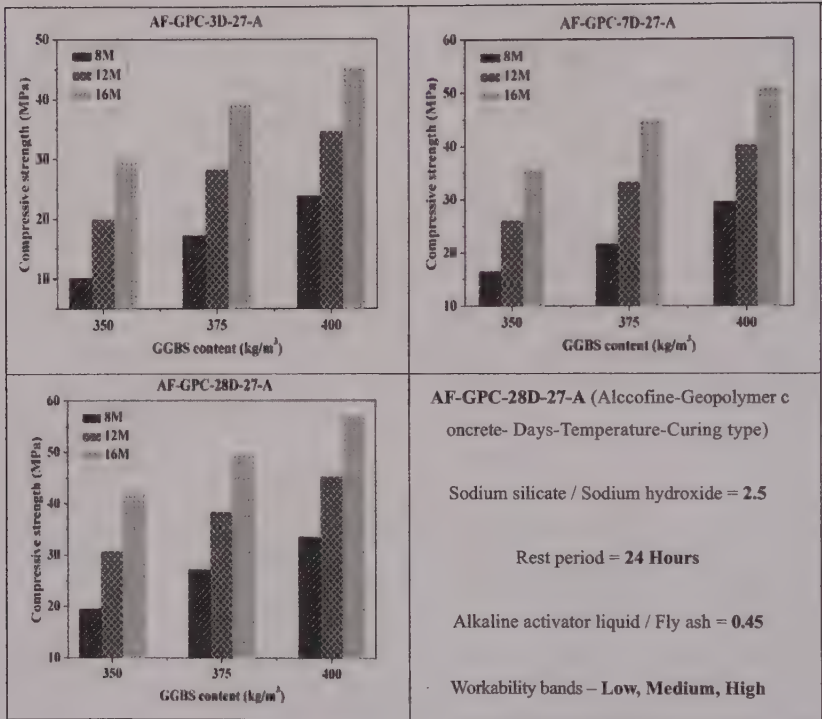 AF-GPC-3D-27-A
50
8M
12M
16M
40
30
20
10
Compressive strength (MPa)
350
375
400
GGBS content (kg/m³)
AF-GPC-7D-27-A
60
8M
12M
16M
50
40
30
20
10
Compressive strength (MPa)
350
375
400
GGBS content (kg/m³)
AF-GPC-28D-27-A
60
8M
12M
16M
50
40
30
20
10
Compressive strength (MPa)
350
375
400
GGBS content (kg/m³)
AF-GPC-28D-27-A (Alccofine-Geopolymer c
oncrete- Days-Temperature-Curing type)
Sodium silicate / Sodium hydroxide = 2.5
Rest period = 24 Hours
Alkaline activator liquid / Fly ash = 0.45
Workability bands – Low, Medium, High